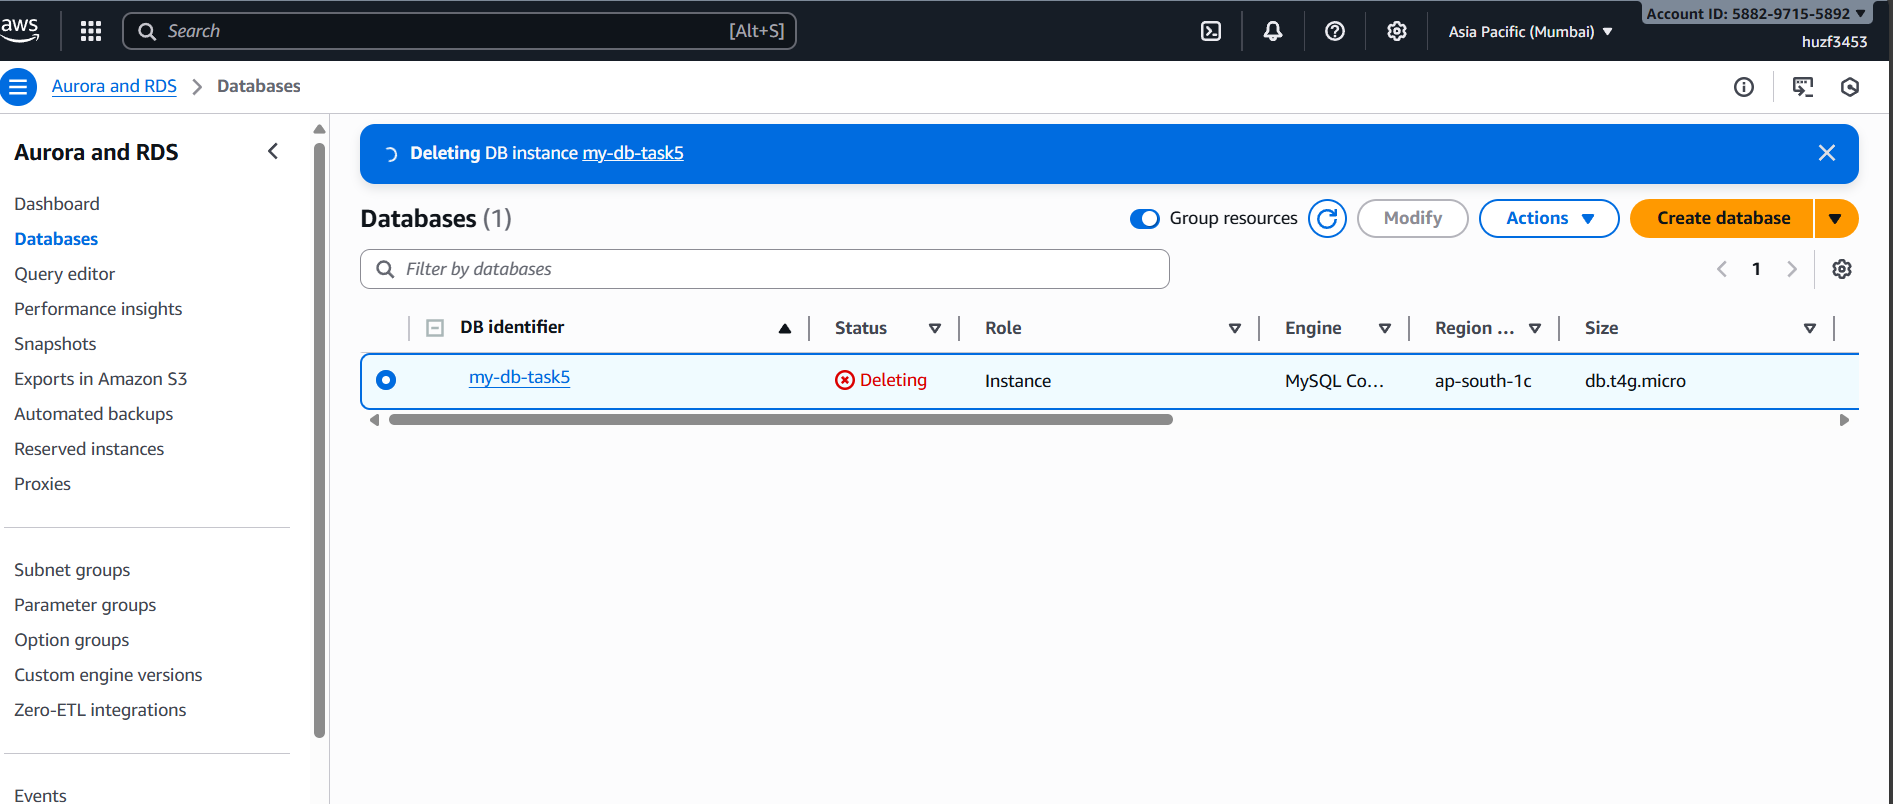 aws
Search
[Alt+S]
Asia Pacific (Mumbai)
Account ID: 5882-9715-5892
huzf3453
Aurora and RDS
Databases
Aurora and RDS
Dashboard
Databases
Query editor
Performance insights
Snapshots
Exports in Amazon S3
Automated backups
Reserved instances
Proxies
Subnet groups
Parameter groups
Option groups
Custom engine versions
Zero-ETL integrations
Events
Deleting DB instance my-db-task5
Databases (1)
Group resources
Modify
Actions
Create database
Filter by databases
1
DB identifier Status Role Engine Region ... Size
my-db-task5 Deleting Instance MySQL Co... ap-south-1c db.t4g.micro